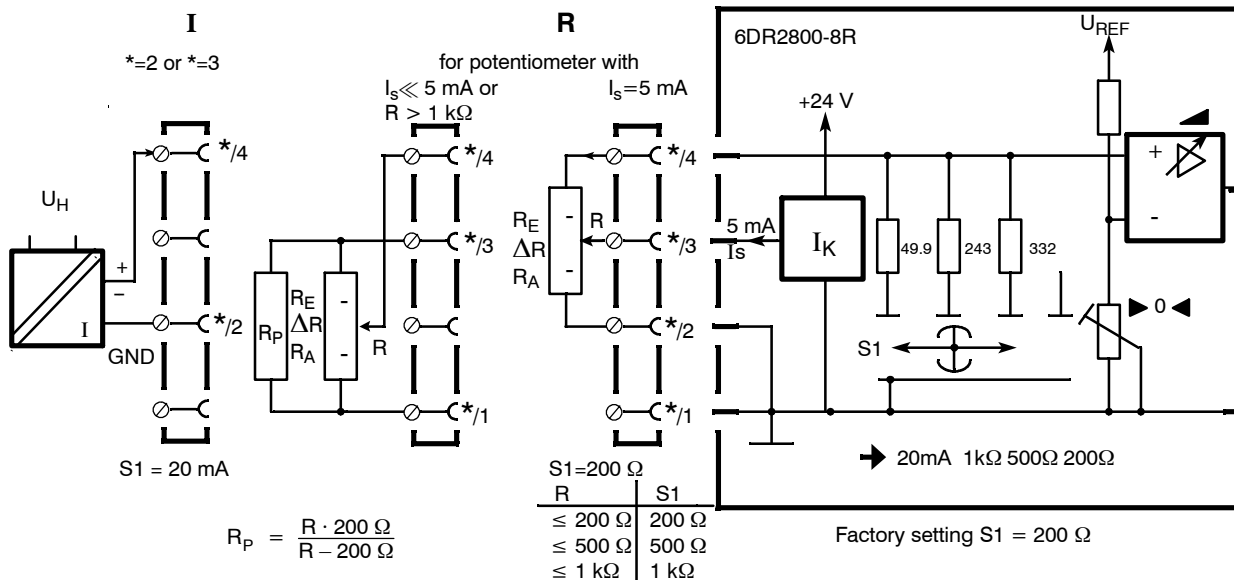 I
*=2 or *=3
U_H
+
−
I
GND
*/4
*/2
S1 = 20 mA
R
for potentiometer with
I_s ≪ 5 mA or
R > 1 kΩ
I_s=5 mA
R_P
R_E
ΔR
R_A
-
-
R
*/4
*/3
*/1
R_E
ΔR
R_A
-
-
R
*/4
*/3
*/2
*/1
R_P = R · 200 Ω / R − 200 Ω
S1=200 Ω
R S1
≤ 200 Ω 200 Ω
≤ 500 Ω 500 Ω
≤ 1 kΩ 1 kΩ
6DR2800-8R
U_REF
+24 V
5 mA
Is
I_K
49.9
243
332
+
-
0
S1
20mA 1kΩ 500Ω 200Ω
Factory setting S1 = 200 Ω